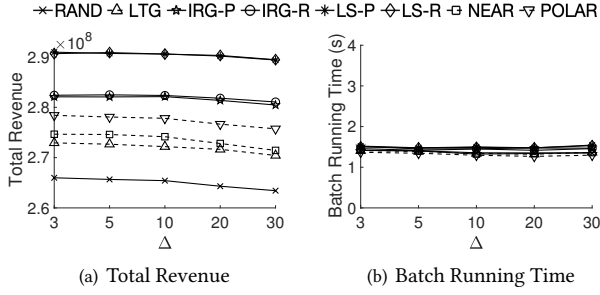 RAND LTG IRG-P IRG-R LS-P LS-R NEAR POLAR
× 10⁸
2.9
2.8
2.7
2.6
Total Revenue
3 5 10 20 30
Δ
(a) Total Revenue
4
3
2
1
0
Batch Running Time (s)
3 5 10 20 30
Δ
(b) Batch Running Time